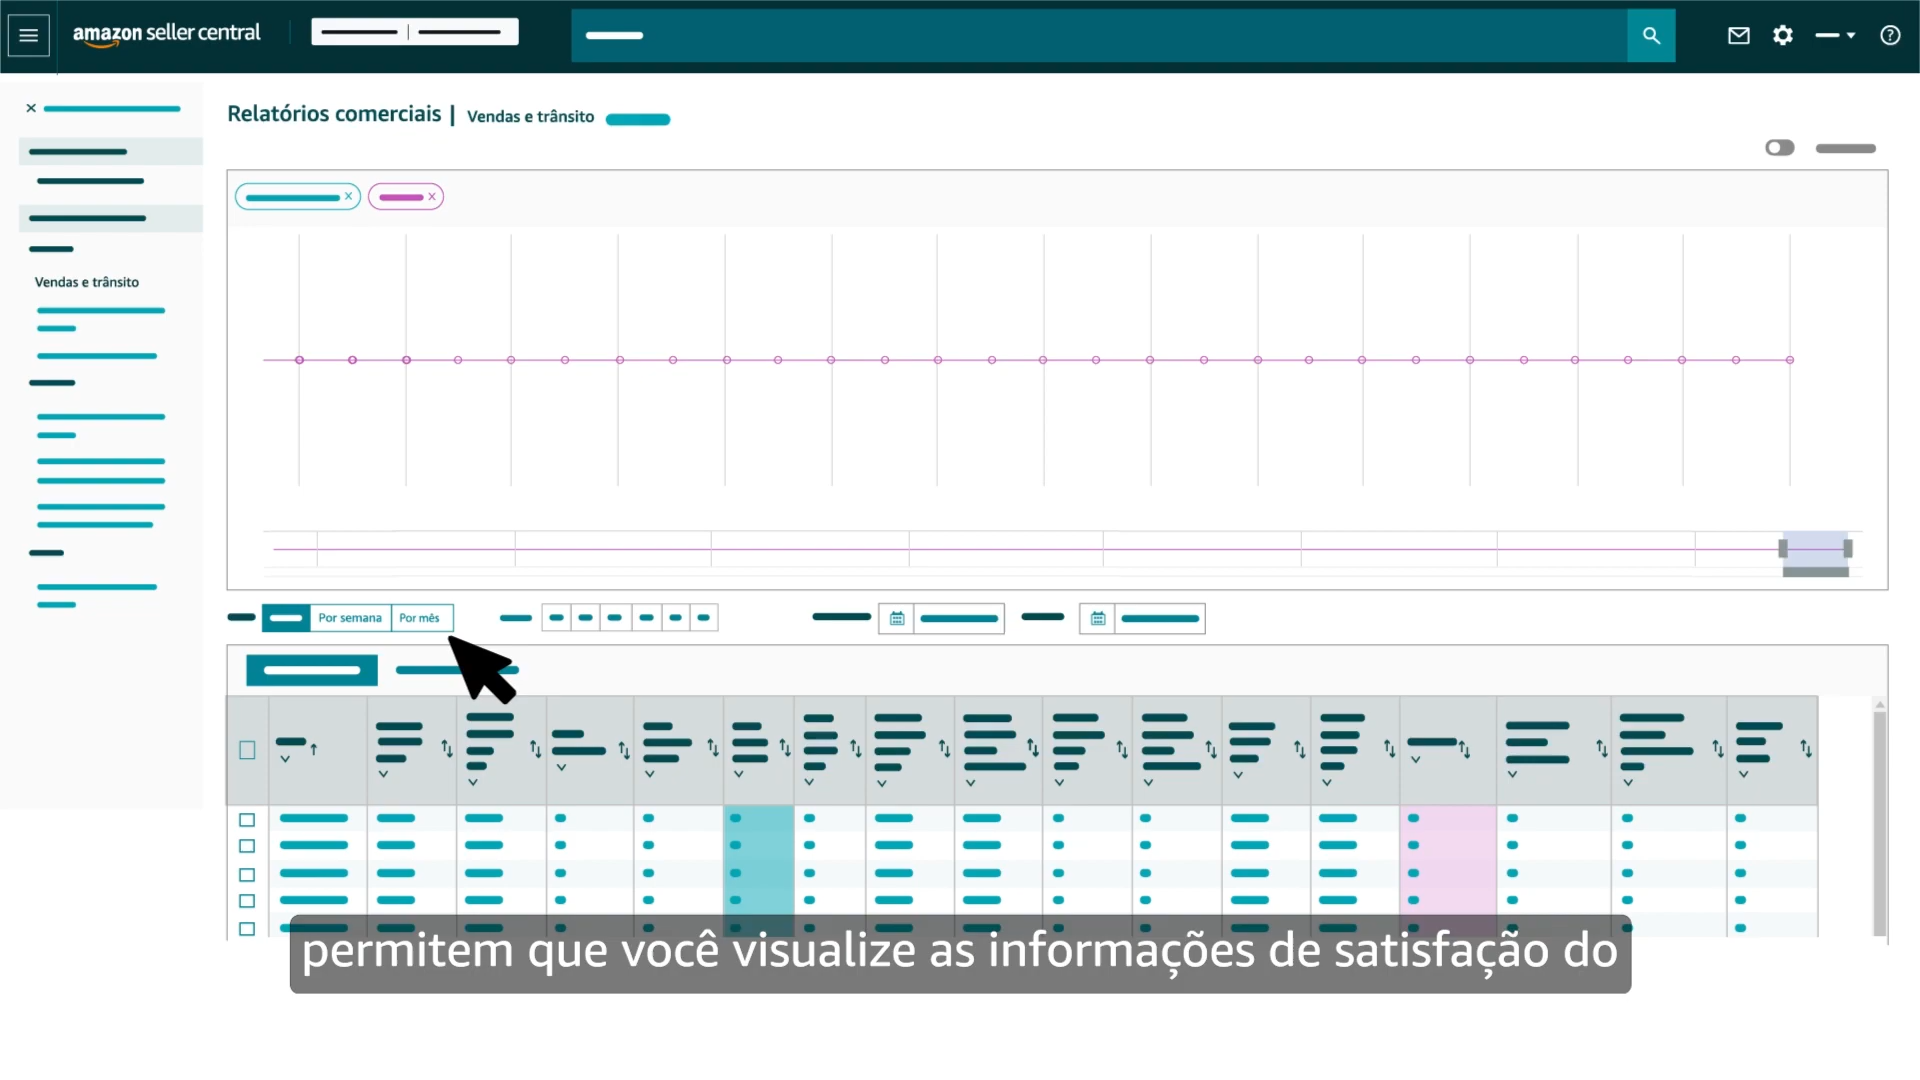 amazon seller central
Relatórios comerciais | Vendas e trânsito
Vendas e trânsito
Por semana
Por mês
permitem que você visualize as informações de satisfação do